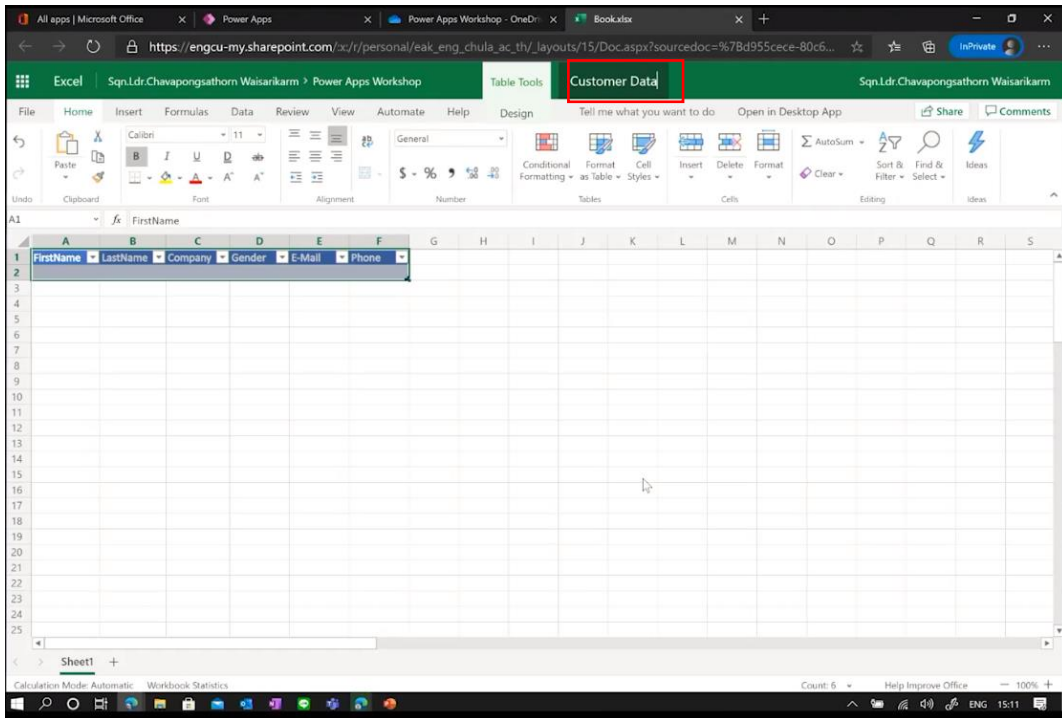 All apps | Microsoft Office
Power Apps
Power Apps Workshop - OneDri
Book.xlsx
https://engcu-my.sharepoint.com/:x:/r/personal/eak_eng_chula_ac_th/_layouts/15/Doc.aspx?sourcedoc=%7Bd955cece-80c6...
InPrivate
Excel
Sqn.Ldr.Chavapongsathorn Waisarikarm > Power Apps Workshop
Table Tools
Customer Data
Sqn.Ldr.Chavapongsathorn Waisarikarm
File Home Insert Formulas Data Review View Automate Help Design Tell me what you want to do Open in Desktop App Share Comments
Paste
Calibri 11
B I U D ab A A
ab
General
$ % 9
Conditional Formatting
Format as Table
Cell Styles
Insert Delete Format
AutoSum
Clear
Sort & Filter
Find & Select
Ideas
Undo Clipboard Font Alignment Number Tables Cells Editing Ideas
A1 fx FirstName
A B C D E F G H I J K L M N O P Q R S
1 FirstName LastName Company Gender E-Mail Phone
2
3
4
5
6
7
8
9
10
11
12
13
14
15
16
17
18
19
20
21
22
23
24
25
Sheet1 +
Calculation Mode: Automatic Workbook Statistics Count: 6 Help Improve Office 100% +
ENG 15:11